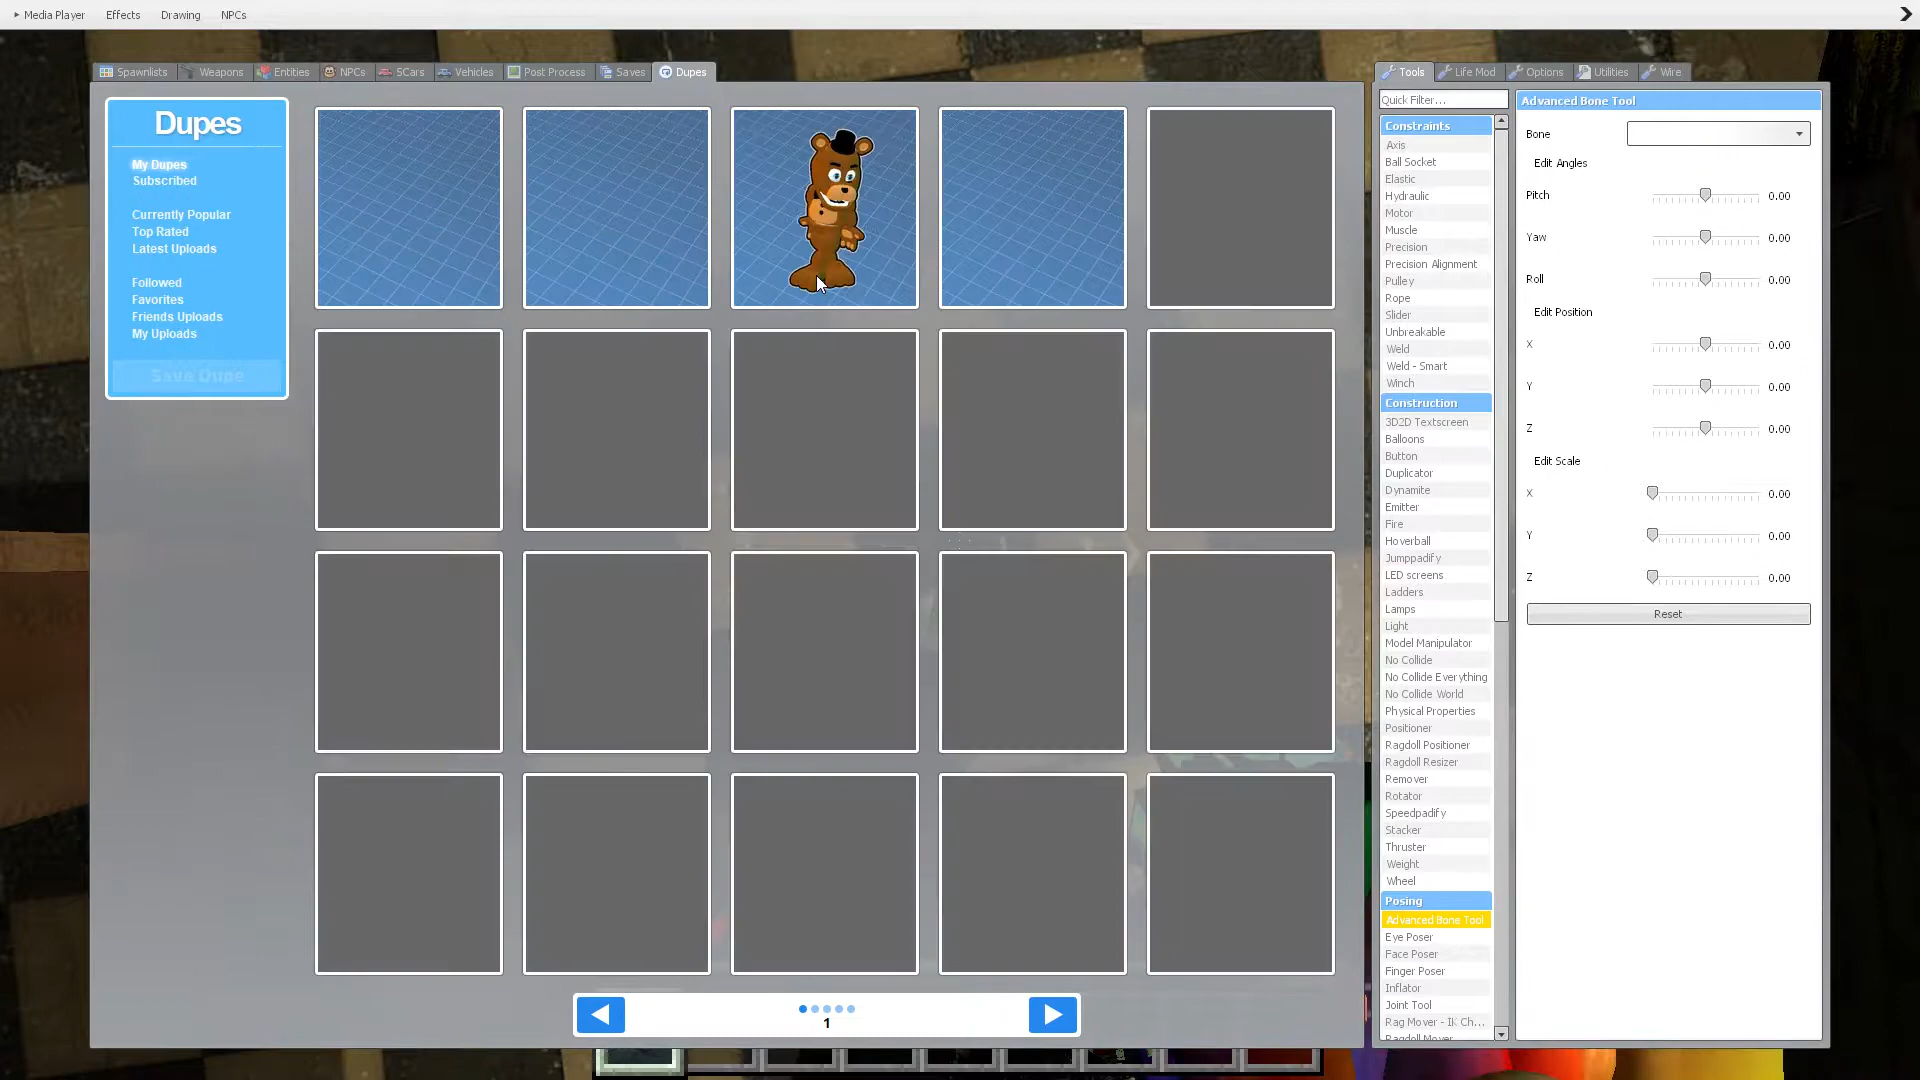 Media Player Effects Drawing NPCs
Spawnlists Weapons Entities NPCs SCars Vehicles Post Process Saves Dupes
Dupes
My Dupes
Subscribed
Currently Popular
Top Rated
Latest Uploads
Followed
Favorites
Friends Uploads
My Uploads
Save Dupe
1
Tools Life Mod Options Utilities Wire
Quick Filter...
Constraints
Axis
Ball Socket
Elastic
Hydraulic
Motor
Muscle
Precision
Precision Alignment
Pulley
Rope
Slider
Unbreakable
Weld
Weld - Smart
Winch
Construction
3D2D Textscreen
Balloons
Button
Duplicator
Dynamite
Emitter
Fire
Hoverball
Jumppadify
LED screens
Ladders
Lamps
Light
Model Manipulator
No Collide
No Collide Everything
No Collide World
Physical Properties
Positioner
Ragdoll Positioner
Ragdoll Resizer
Remover
Rotator
Speedpadify
Stacker
Thruster
Weight
Wheel
Posing
Advanced Bone Tool
Eye Poser
Face Poser
Finger Poser
Inflator
Joint Tool
Rag Mover - IK Ch...
Ragdoll Mover
Advanced Bone Tool
Bone
Edit Angles
Pitch 0.00
Yaw 0.00
Roll 0.00
Edit Position
X 0.00
Y 0.00
Z 0.00
Edit Scale
X 0.00
Y 0.00
Z 0.00
Reset